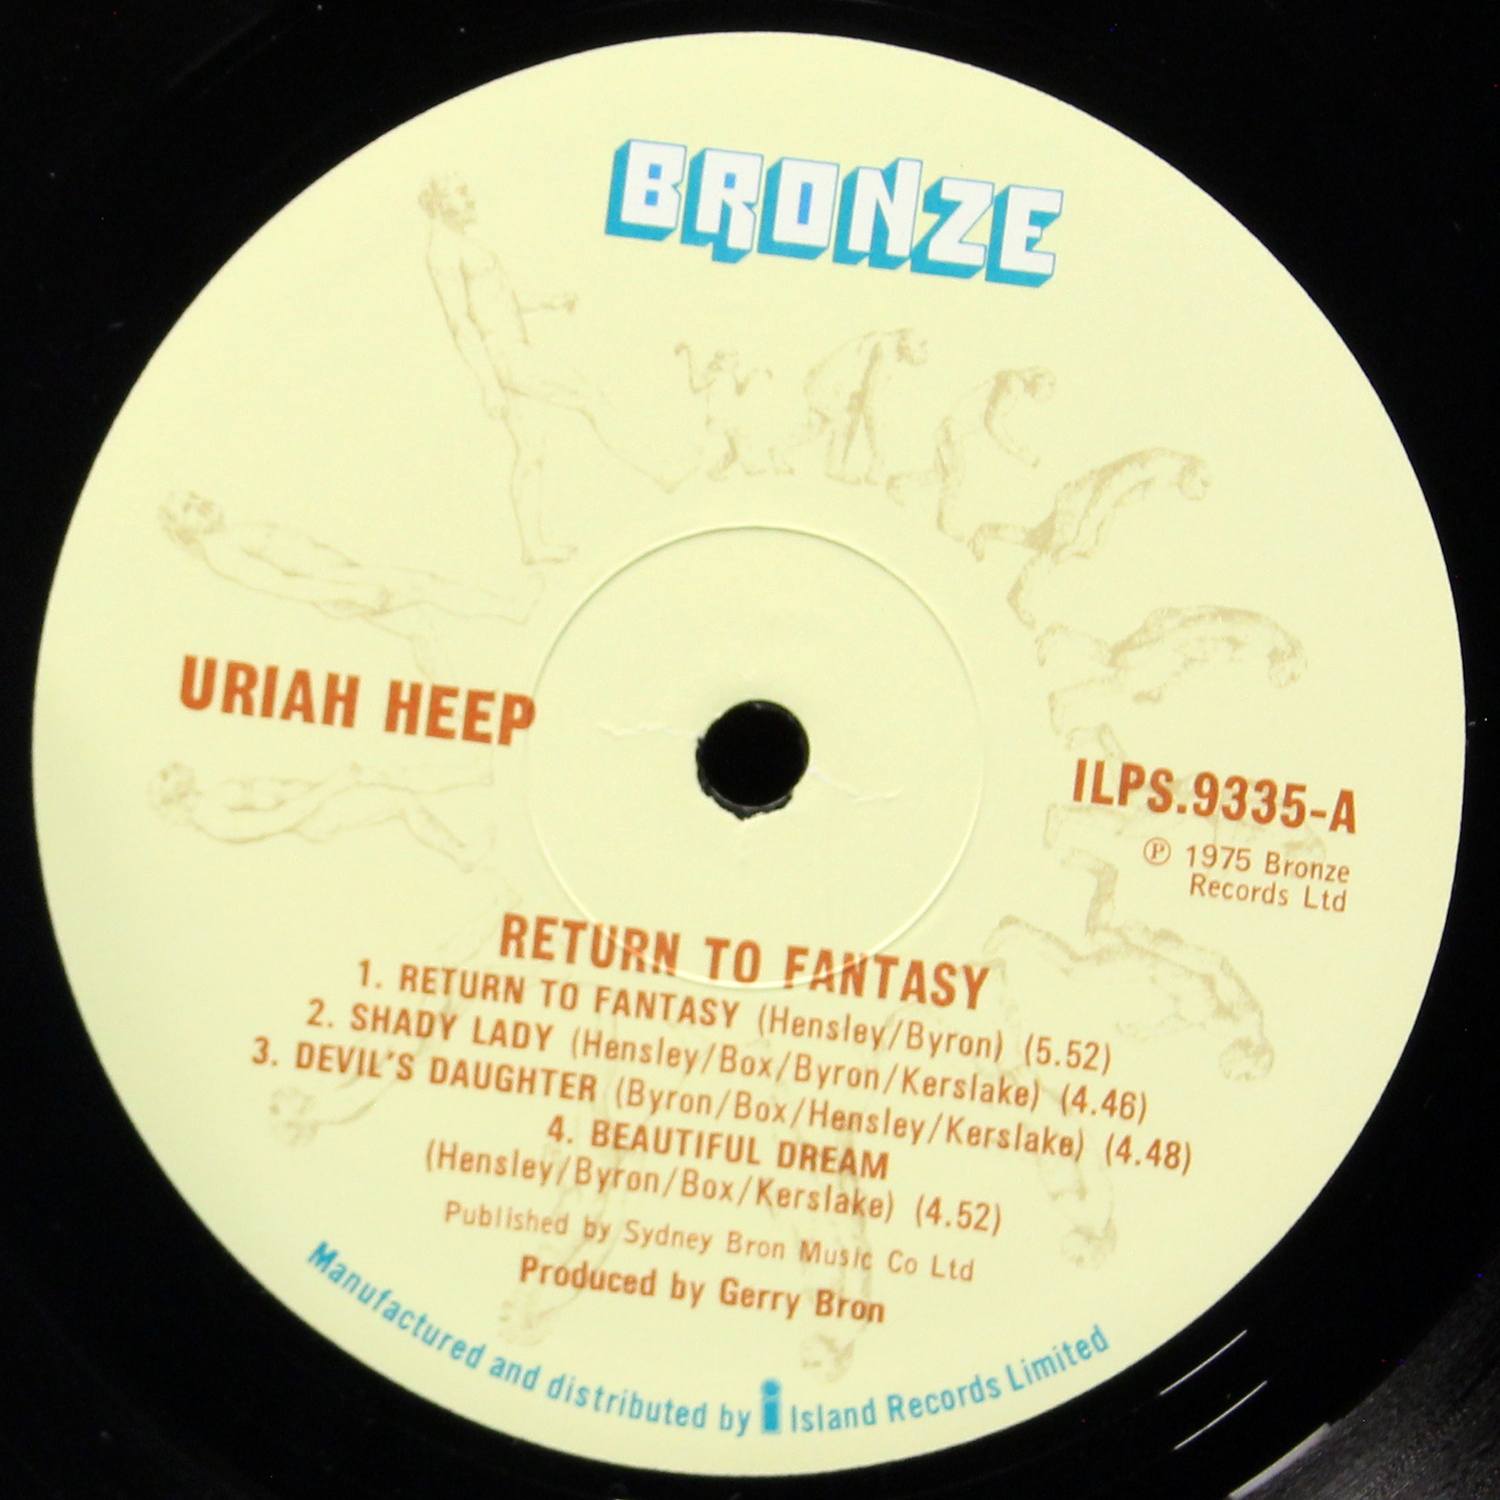 BRONZE
URIAH HEEP
ILPS.9335-A
℗ 1975 Bronze
Records Ltd
RETURN TO FANTASY
1. RETURN TO FANTASY (Hensley/Byron) (5.52)
2. SHADY LADY (Hensley/Box/Byron/Kerslake) (4.46)
3. DEVIL'S DAUGHTER (Byron/Box/Hensley/Kerslake) (4.48)
4. BEAUTIFUL DREAM
(Hensley/Byron/Box/Kerslake) (4.52)
Published by Sydney Bron Music Co Ltd
Produced by Gerry Bron
Manufactured and distributed by i Island Records Limited